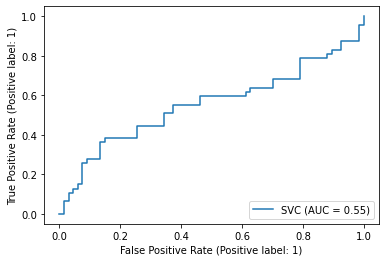 1.0
0.8
0.6
0.4
0.2
0.0
True Positive Rate (Positive label: 1)
SVC (AUC = 0.55)
0.0 0.2 0.4 0.6 0.8 1.0
False Positive Rate (Positive label: 1)